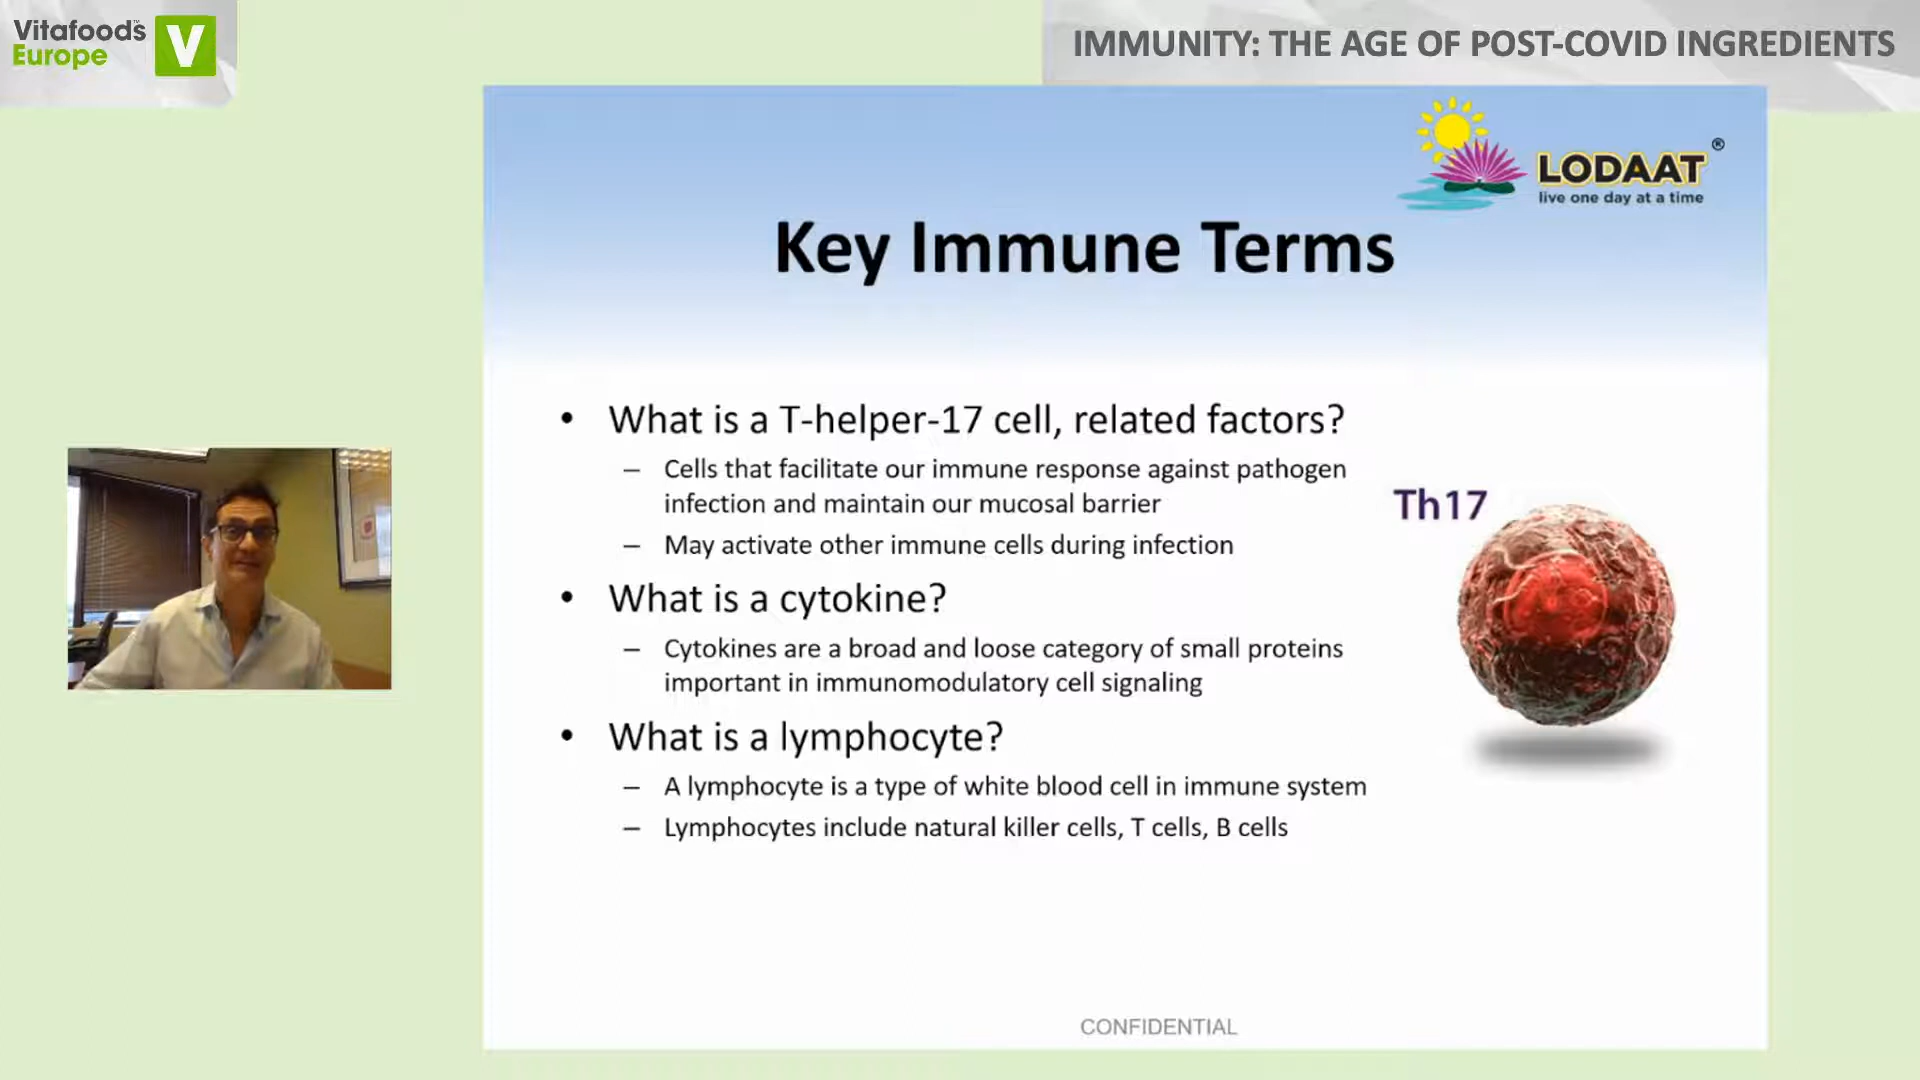 Vitafoods™
Europe
V
IMMUNITY: THE AGE OF POST-COVID INGREDIENTS
LODAAT®
live one day at a time
Key Immune Terms
• What is a T-helper-17 cell, related factors?
– Cells that facilitate our immune response against pathogen
infection and maintain our mucosal barrier
– May activate other immune cells during infection
Th17
• What is a cytokine?
– Cytokines are a broad and loose category of small proteins
important in immunomodulatory cell signaling
• What is a lymphocyte?
– A lymphocyte is a type of white blood cell in immune system
– Lymphocytes include natural killer cells, T cells, B cells
CONFIDENTIAL